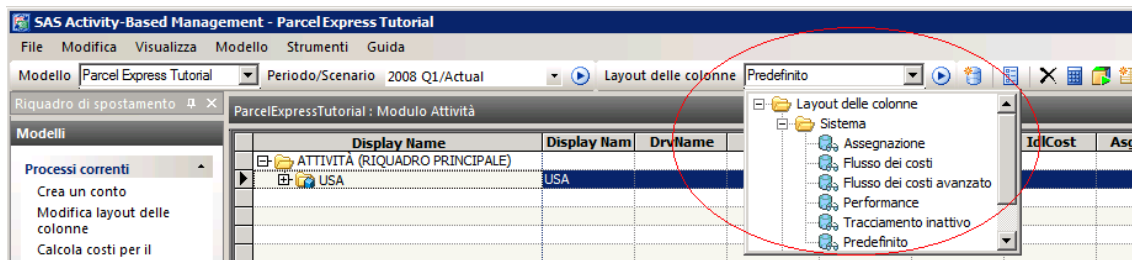 SAS Activity-Based Management - Parcel Express Tutorial
File Modifica Visualizza Modello Strumenti Guida
Modello Parcel Express Tutorial Periodo/Scenario 2008 Q1/Actual Layout delle colonne Predefinito
Riquadro di spostamento
ParcelExpressTutorial : Modulo Attività
Modelli
Display Name Display Nam DrvName IdlCost Asg
Processi correnti
Crea un conto
Modifica layout delle
colonne
Calcola costi per il
ATTIVITÀ (RIQUADRO PRINCIPALE)
USA USA
Layout delle colonne
Sistema
Assegnazione
Flusso dei costi
Flusso dei costi avanzato
Performance
Tracciamento inattivo
Predefinito